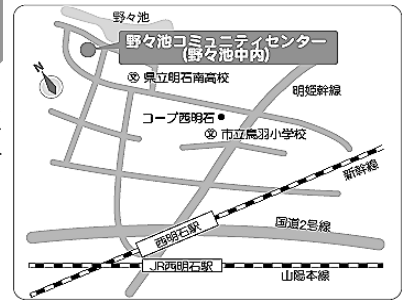 野々池
野々池コミュニティセンター
(野々池中内)
N
文 県立明石南高校
明姫幹線
コープ西明石
文 市立鳥羽小学校
新幹線
国道2号線
西明石駅
JR西明石駅
山陽本線